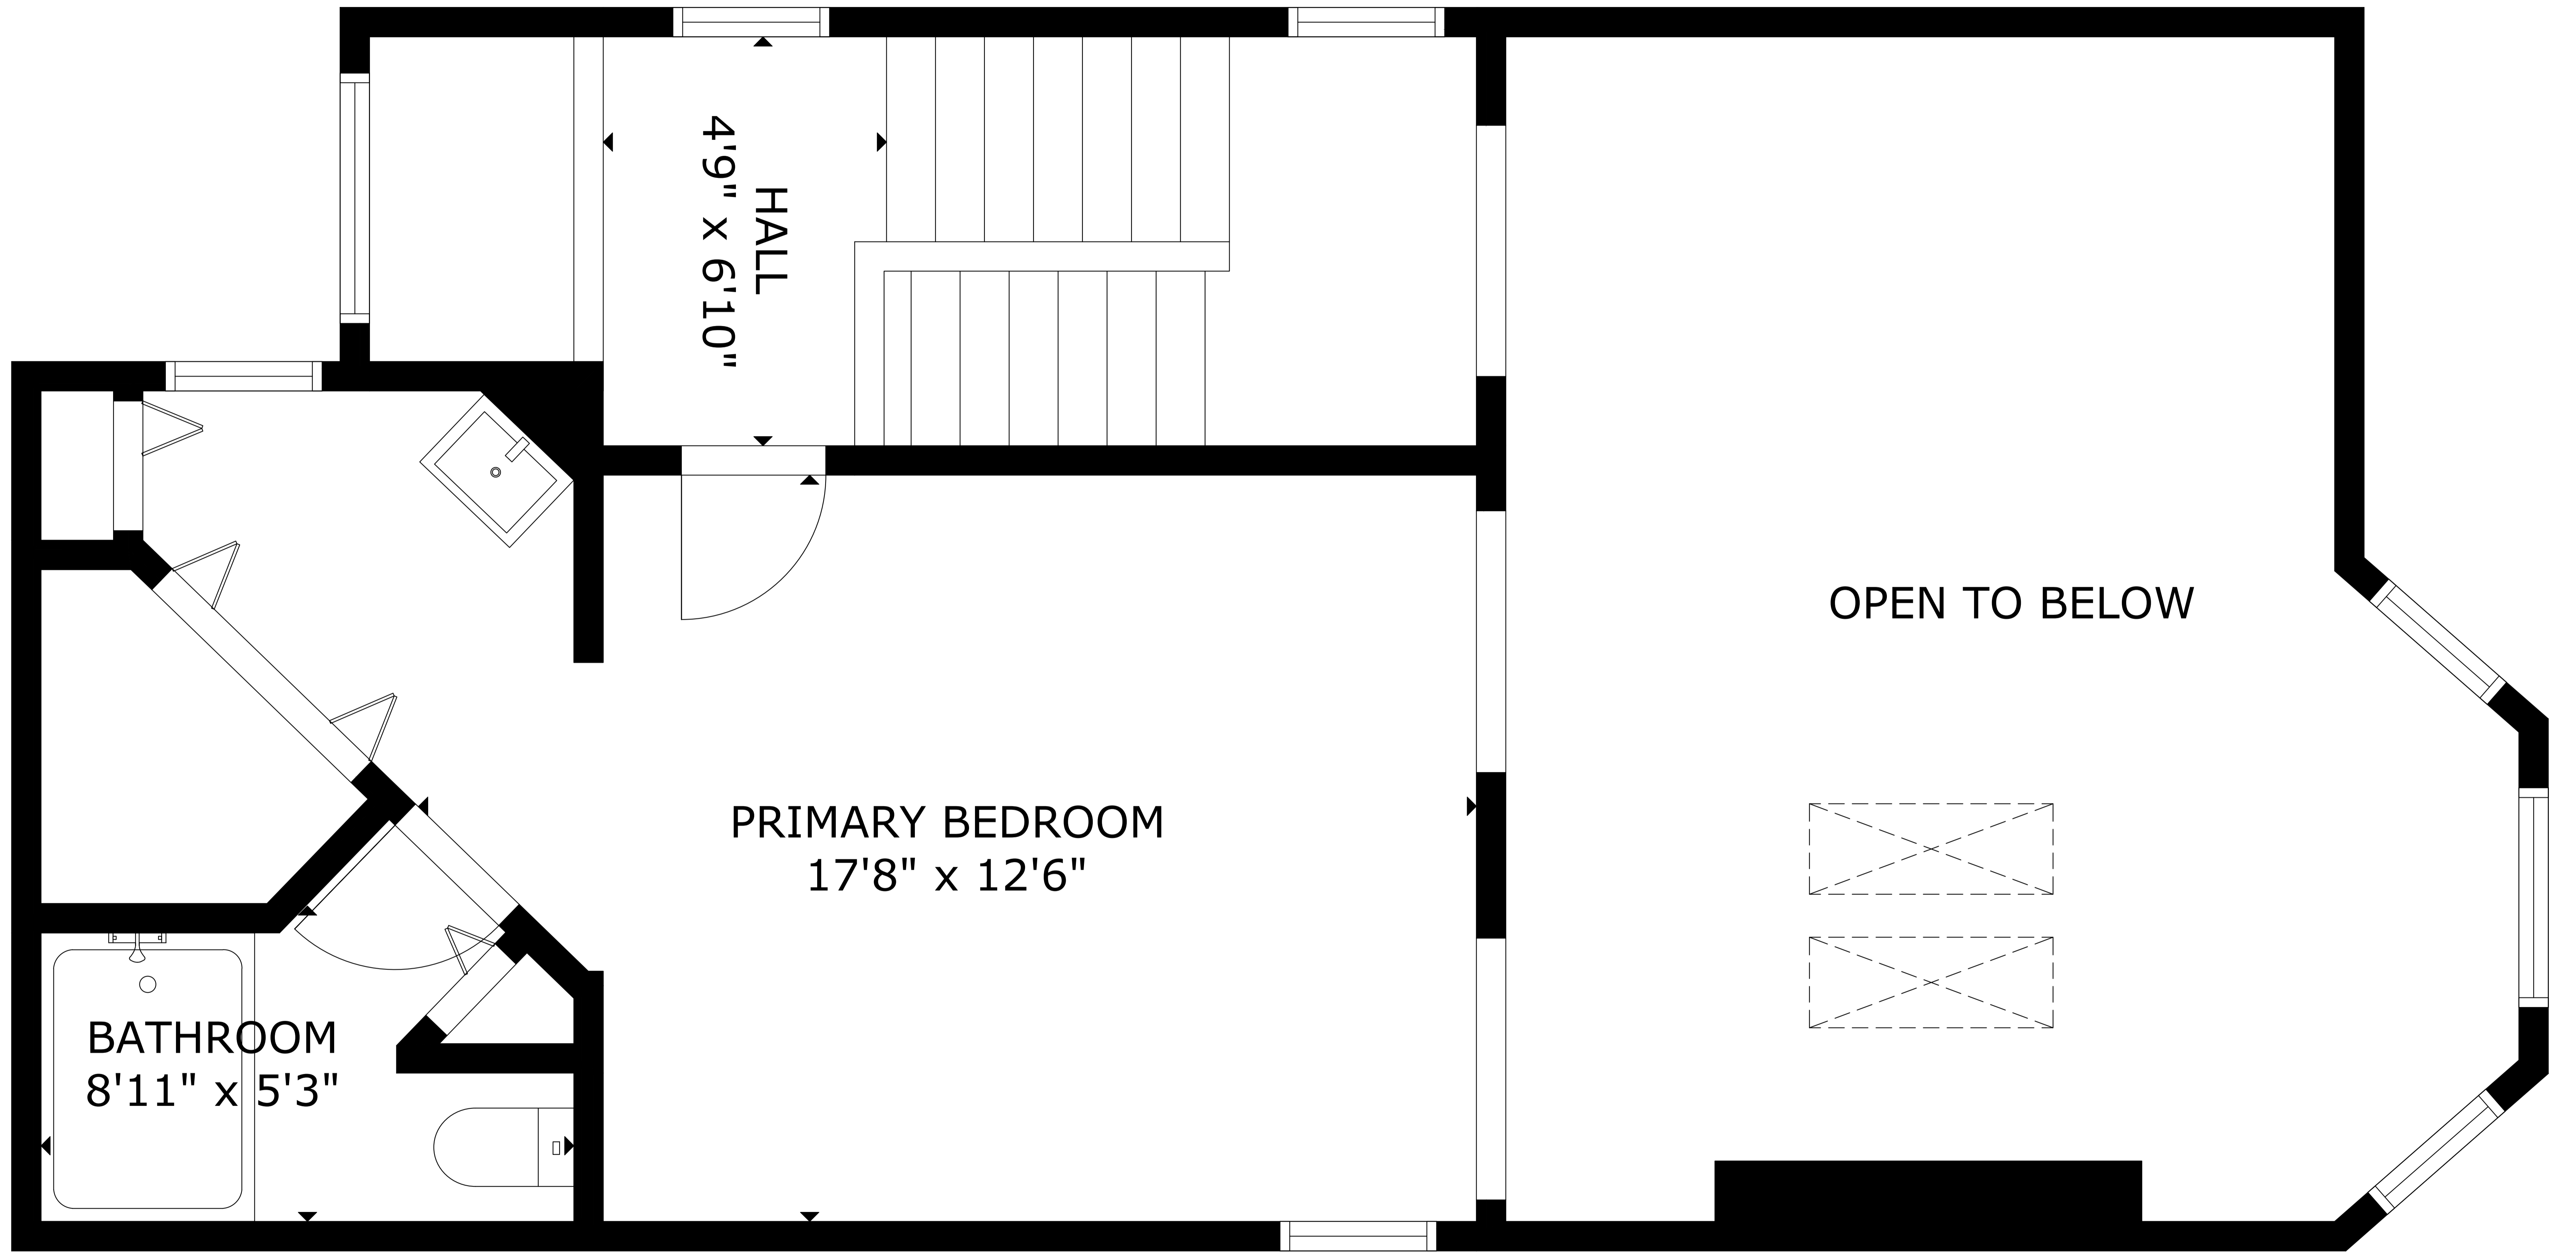 HALL
4'9" x 6'10"
OPEN TO BELOW
PRIMARY BEDROOM
17'8" x 12'6"
BATHROOM
8'11" x 5'3"